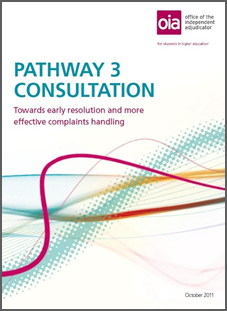 oia
office of the
independent
adjudicator
for students in higher education
PATHWAY 3
CONSULTATION
Towards early resolution and more
effective complaints handling
October 2011